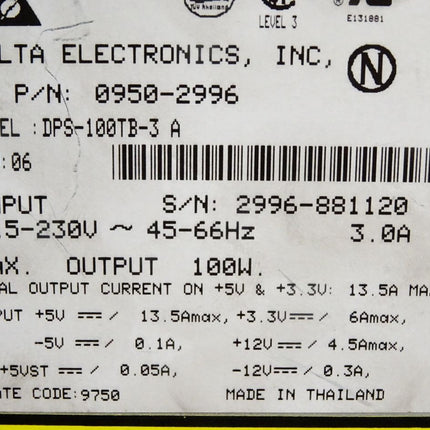 TÜV Rheinland
LEVEL 3
E131881
LTA ELECTRONICS, INC,
N
P/N: 0950-2996
EL :DPS-100TB-3 A
:06
PUT S/N: 2996-881120
5-230V ~ 45-66Hz 3.0A
AX. OUTPUT 100W.
AL OUTPUT CURRENT ON +5V & +3.3V: 13.5A MA
PUT +5V ⎓ / 13.5Amax, +3.3V ⎓ / 6Amax,
-5V ⎓ / 0.1A, +12V ⎓ / 4.5Amax,
+5VST ⎓ / 0.05A, -12V ⎓ / 0.3A,
ATE CODE:9750 MADE IN THAILAND